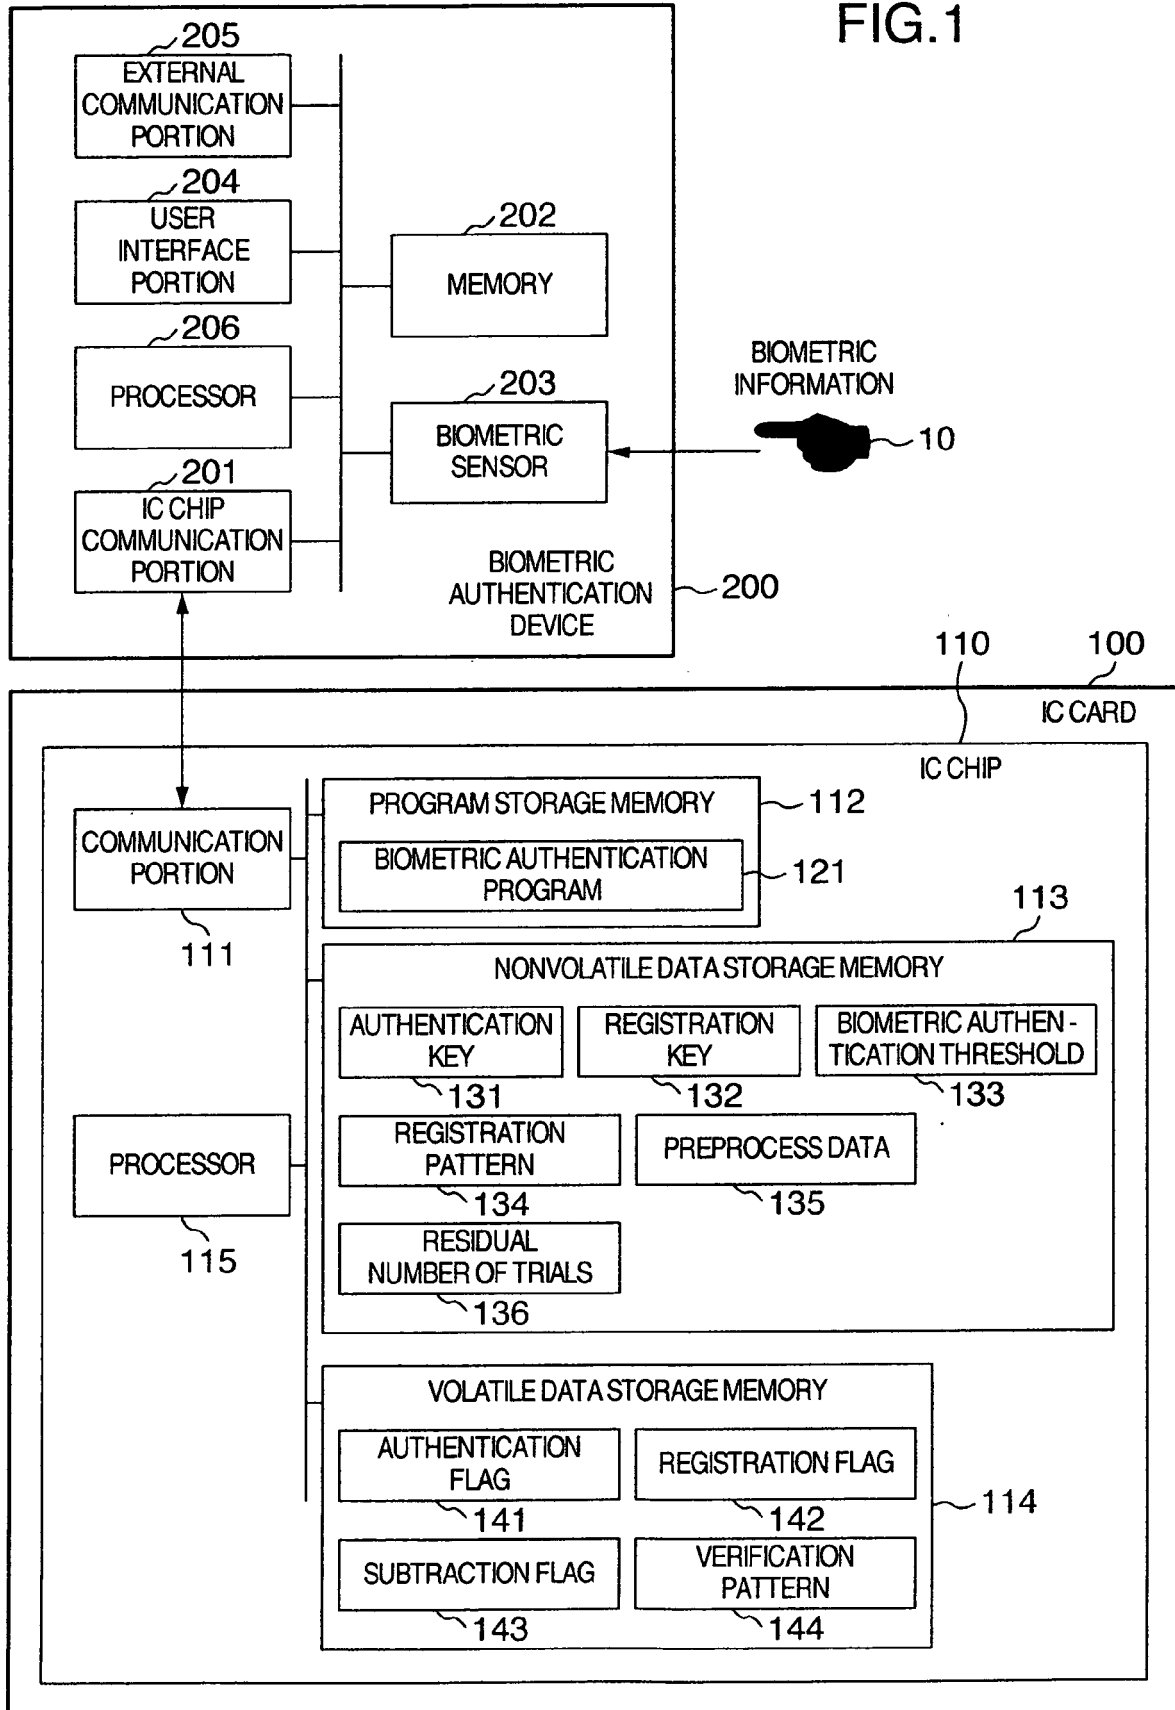 FIG.1
205
EXTERNAL
COMMUNICATION
PORTION
204
USER
INTERFACE
PORTION
202
MEMORY
206
PROCESSOR
203
BIOMETRIC
SENSOR
BIOMETRIC
INFORMATION
10
201
IC CHIP
COMMUNICATION
PORTION
BIOMETRIC
AUTHENTICATION
DEVICE
200
110
100
IC CARD
IC CHIP
COMMUNICATION
PORTION
111
PROGRAM STORAGE MEMORY
112
BIOMETRIC AUTHENTICATION
PROGRAM
121
113
NONVOLATILE DATA STORAGE MEMORY
AUTHENTICATION
KEY
131
REGISTRATION
KEY
132
BIOMETRIC AUTHEN -
TICATION THRESHOLD
133
PROCESSOR
115
REGISTRATION
PATTERN
134
PREPROCESS DATA
135
RESIDUAL
NUMBER OF TRIALS
136
VOLATILE DATA STORAGE MEMORY
AUTHENTICATION
FLAG
141
REGISTRATION FLAG
142
114
SUBTRACTION FLAG
143
VERIFICATION
PATTERN
144